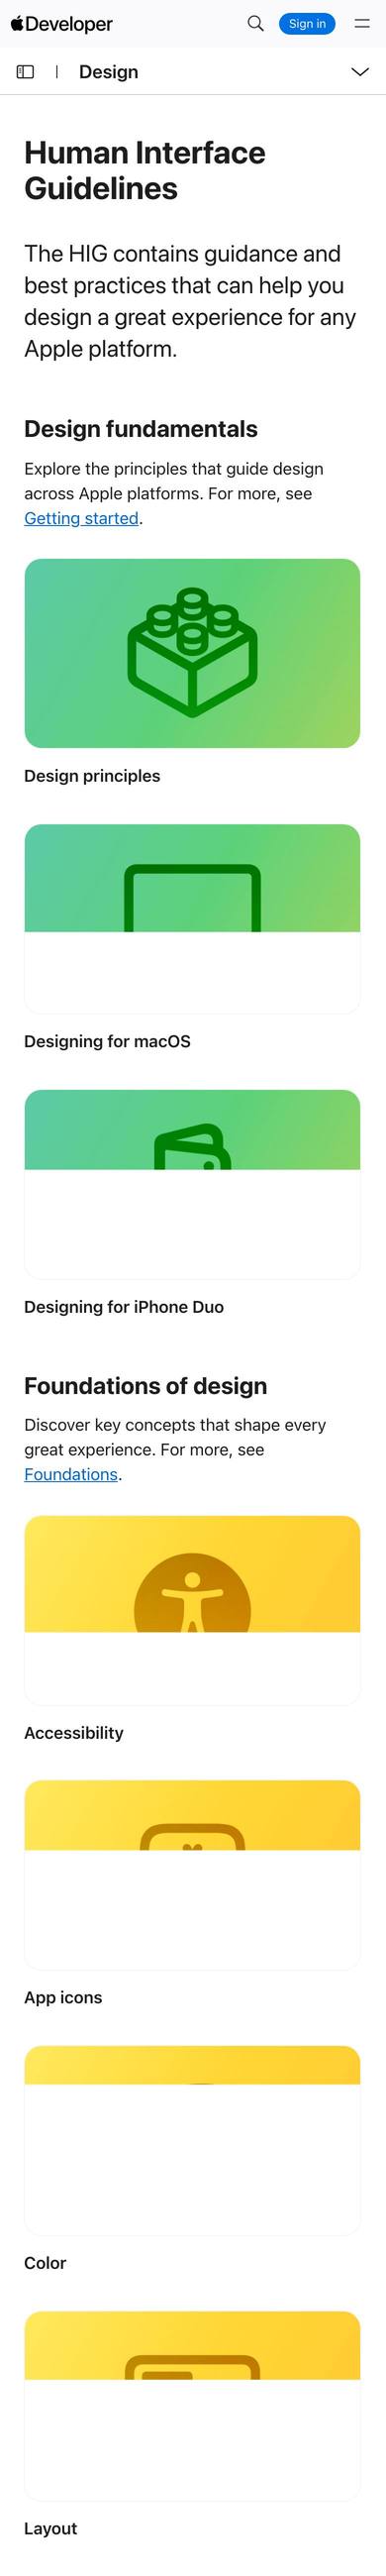 Developer
Sign in
Design
Human Interface
Guidelines
The HIG contains guidance and
best practices that can help you
design a great experience for any
Apple platform.
Design fundamentals
Explore the principles that guide design
across Apple platforms. For more, see
Getting started.
Design principles
Designing for macOS
Designing for iPhone Duo
Foundations of design
Discover key concepts that shape every
great experience. For more, see
Foundations.
Accessibility
App icons
Color
Layout